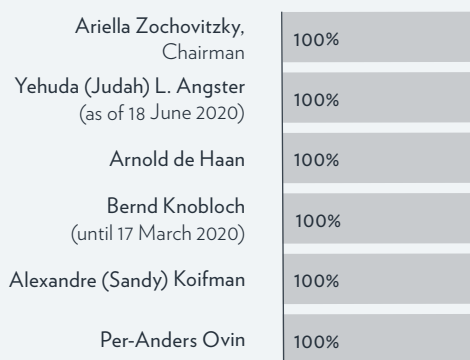 Ariella Zochovitzky,
Chairman
100%
Yehuda (Judah) L. Angster
(as of 18 June 2020)
100%
Arnold de Haan
100%
Bernd Knobloch
(until 17 March 2020)
100%
Alexandre (Sandy) Koifman
100%
Per-Anders Ovin
100%